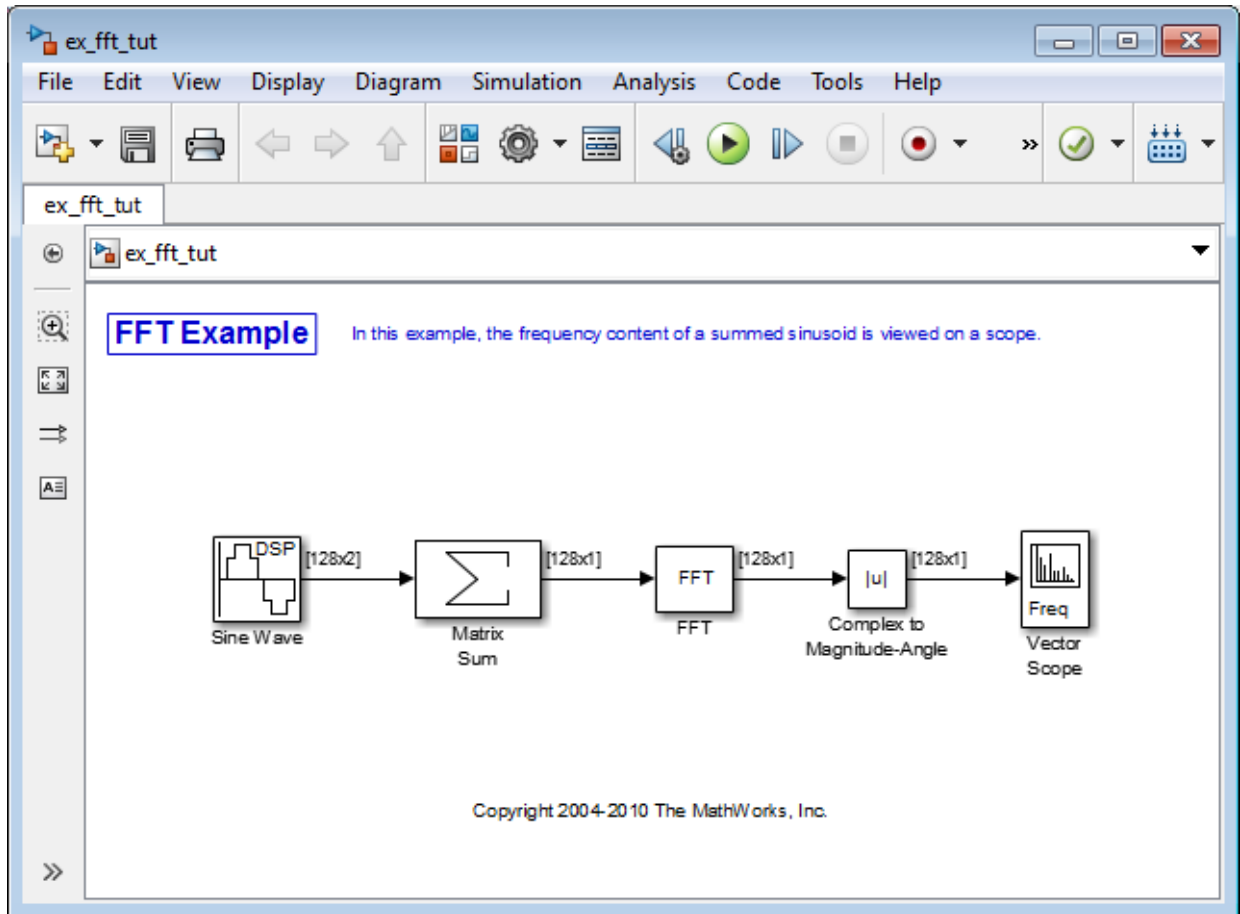 ex_fft_tut
File Edit View Display Diagram Simulation Analysis Code Tools Help
ex_fft_tut
ex_fft_tut
FFT Example
In this example, the frequency content of a summed sinusoid is viewed on a scope.
DSP
[128x2]
Sine Wave
[128x1]
Matrix
Sum
FFT
[128x1]
FFT
|u|
[128x1]
Complex to
Magnitude-Angle
Freq
Vector
Scope
Copyright 2004-2010 The MathWorks, Inc.